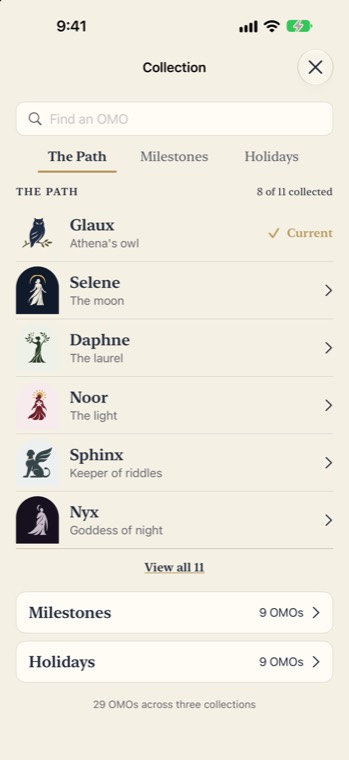 9:41
Collection
Find an OMO
The Path
Milestones
Holidays
THE PATH
8 of 11 collected
Glaux
Athena's owl
Current
Selene
The moon
Daphne
The laurel
Noor
The light
Sphinx
Keeper of riddles
Nyx
Goddess of night
View all 11
Milestones
9 OMOs
Holidays
9 OMOs
29 OMOs across three collections